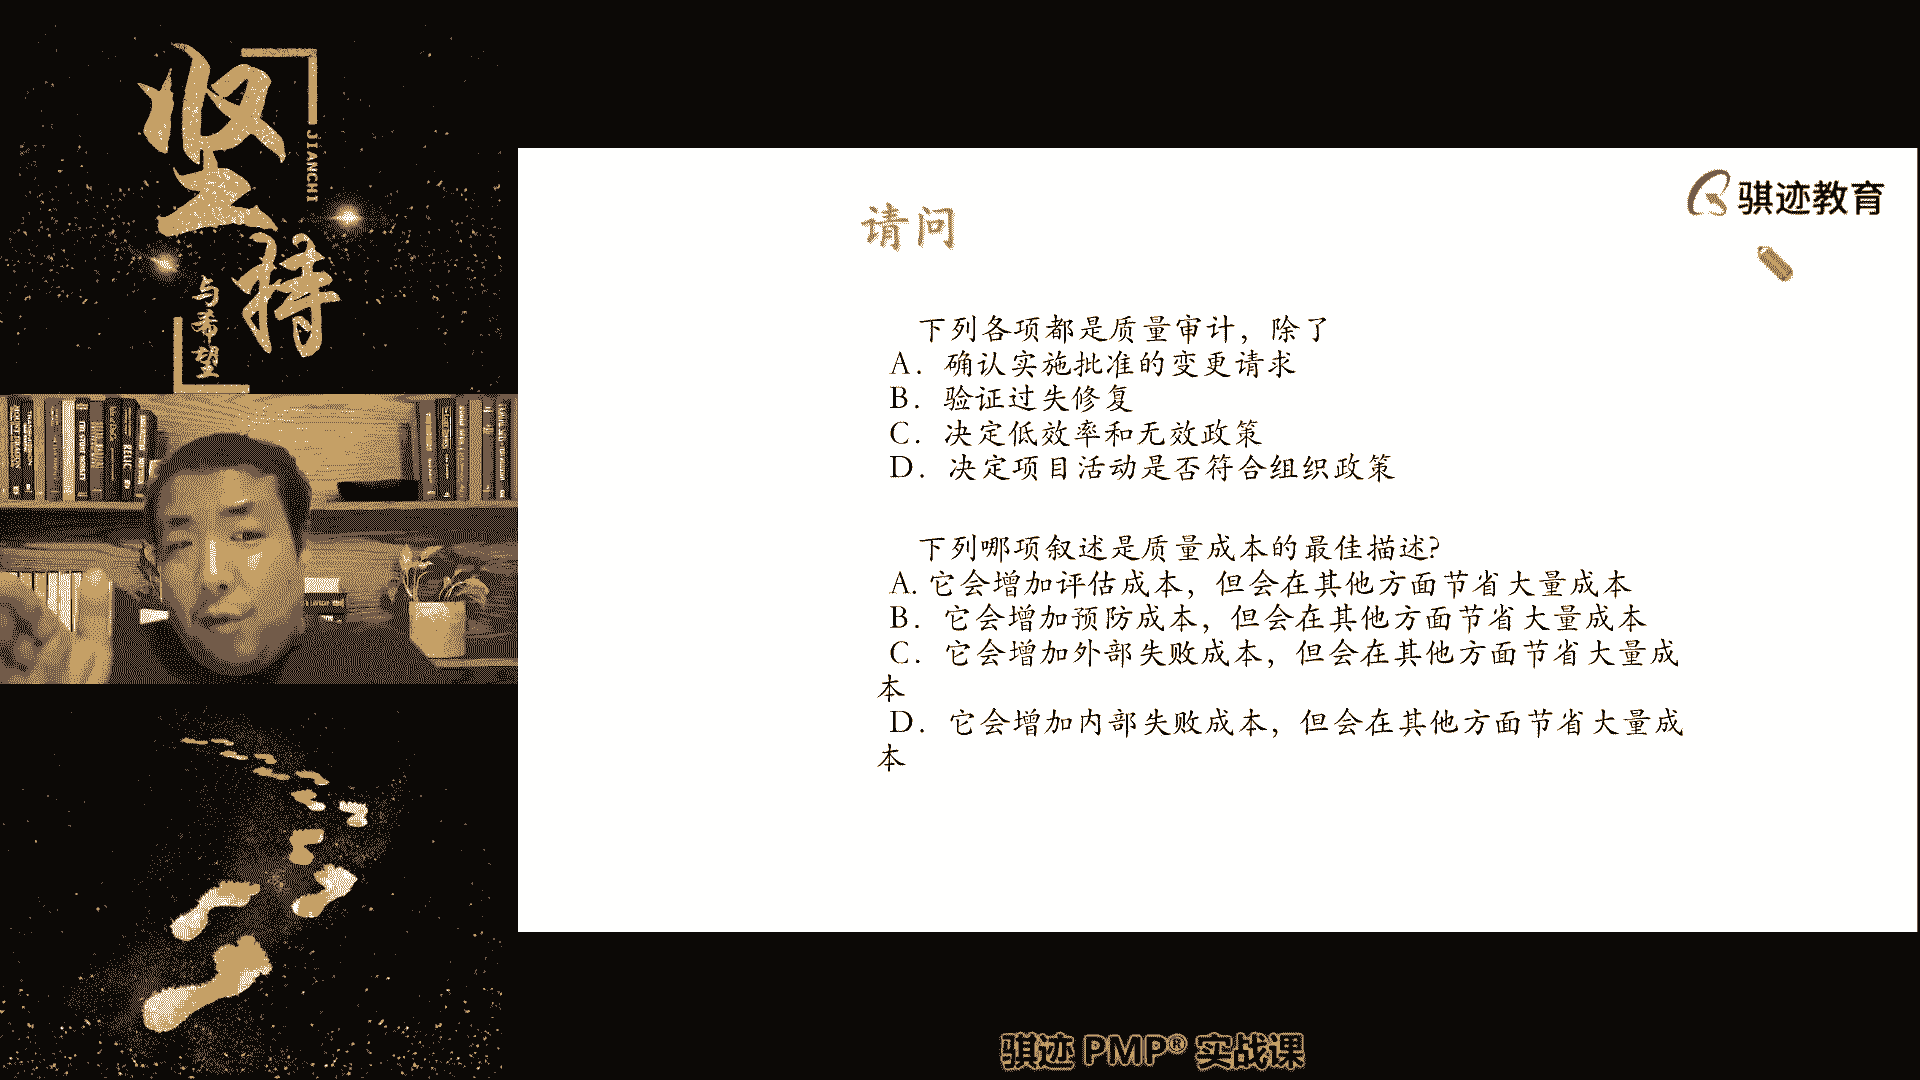 坚持
JIANCHI
与希望
骐迹教育
请问
下列各项都是质量审计，除了
A．确认实施批准的变更请求
B．验证过失修复
C．决定低效率和无效政策
D．决定项目活动是否符合组织政策
下列哪项叙述是质量成本的最佳描述?
A. 它会增加评估成本，但会在其他方面节省大量成本
B．它会增加预防成本，但会在其他方面节省大量成本
C．它会增加外部失败成本，但会在其他方面节省大量成
本
D．它会增加内部失败成本，但会在其他方面节省大量成
本
骐迹 PMP® 实战课